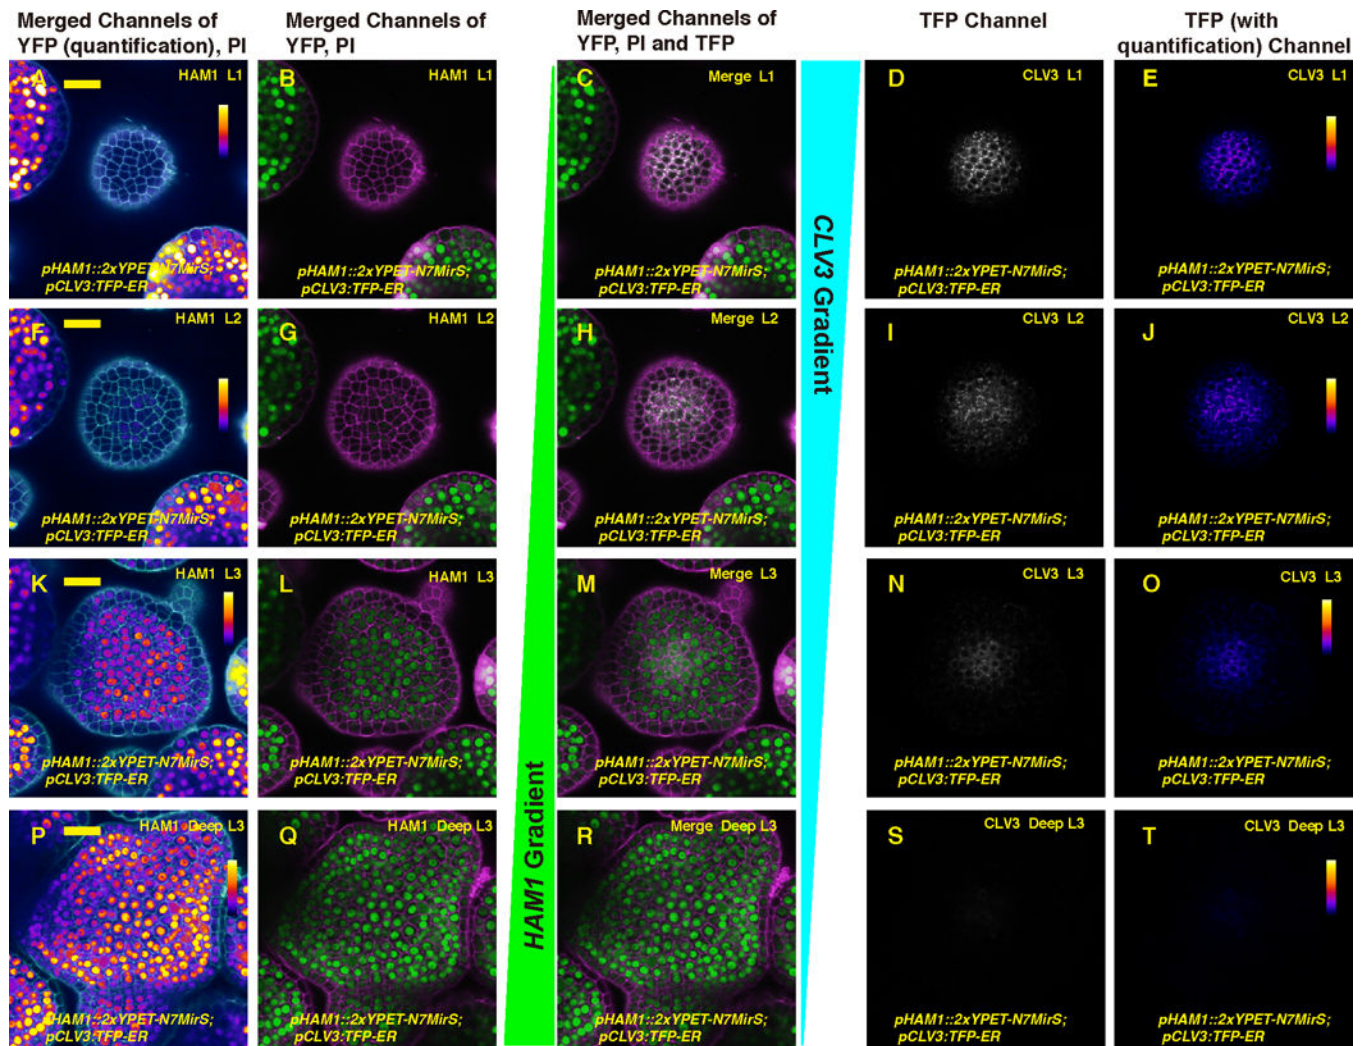 Merged Channels of
YFP (quantification), PI
Merged Channels of
YFP, PI
Merged Channels of
YFP, PI and TFP
TFP Channel
TFP (with
quantification) Channel
A
HAM1 L1
pHAM1::2xYPET-N7MirS;
pCLV3:TFP-ER
B
HAM1 L1
pHAM1::2xYPET-N7MirS;
pCLV3:TFP-ER
C
Merge L1
pHAM1::2xYPET-N7MirS;
pCLV3:TFP-ER
D
CLV3 L1
pHAM1::2xYPET-N7MirS;
pCLV3:TFP-ER
E
CLV3 L1
pHAM1::2xYPET-N7MirS;
pCLV3:TFP-ER
F
HAM1 L2
pHAM1::2xYPET-N7MirS;
pCLV3:TFP-ER
G
HAM1 L2
pHAM1::2xYPET-N7MirS;
pCLV3:TFP-ER
H
Merge L2
pHAM1::2xYPET-N7MirS;
pCLV3:TFP-ER
I
CLV3 L2
pHAM1::2xYPET-N7MirS;
pCLV3:TFP-ER
J
CLV3 L2
pHAM1::2xYPET-N7MirS;
pCLV3:TFP-ER
K
HAM1 L3
pHAM1::2xYPET-N7MirS;
pCLV3:TFP-ER
L
HAM1 L3
pHAM1::2xYPET-N7MirS;
pCLV3:TFP-ER
M
Merge L3
pHAM1::2xYPET-N7MirS;
pCLV3:TFP-ER
N
CLV3 L3
pHAM1::2xYPET-N7MirS;
pCLV3:TFP-ER
O
CLV3 L3
pHAM1::2xYPET-N7MirS;
pCLV3:TFP-ER
P
HAM1 Deep L3
pHAM1::2xYPET-N7MirS;
pCLV3:TFP-ER
Q
HAM1 Deep L3
pHAM1::2xYPET-N7MirS;
pCLV3:TFP-ER
R
Merge Deep L3
pHAM1::2xYPET-N7MirS;
pCLV3:TFP-ER
S
CLV3 Deep L3
pHAM1::2xYPET-N7MirS;
pCLV3:TFP-ER
T
CLV3 Deep L3
pHAM1::2xYPET-N7MirS;
pCLV3:TFP-ER
HAM1 Gradient
CLV3 Gradient